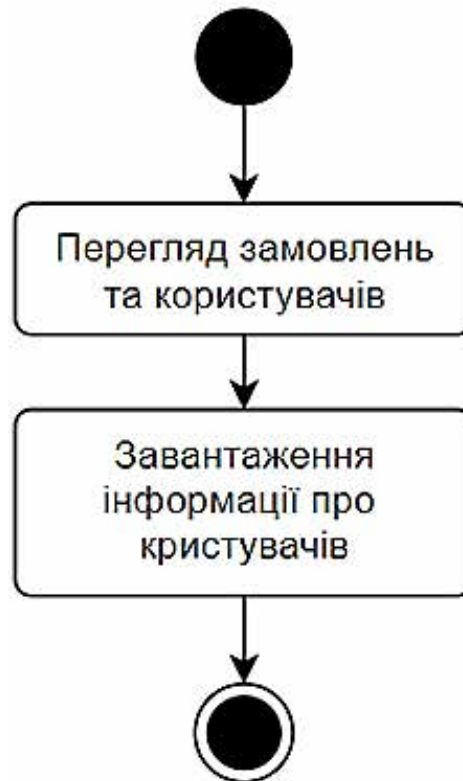 Перегляд замовлень
та користувачів
Завантаження
інформації про
кристувачів